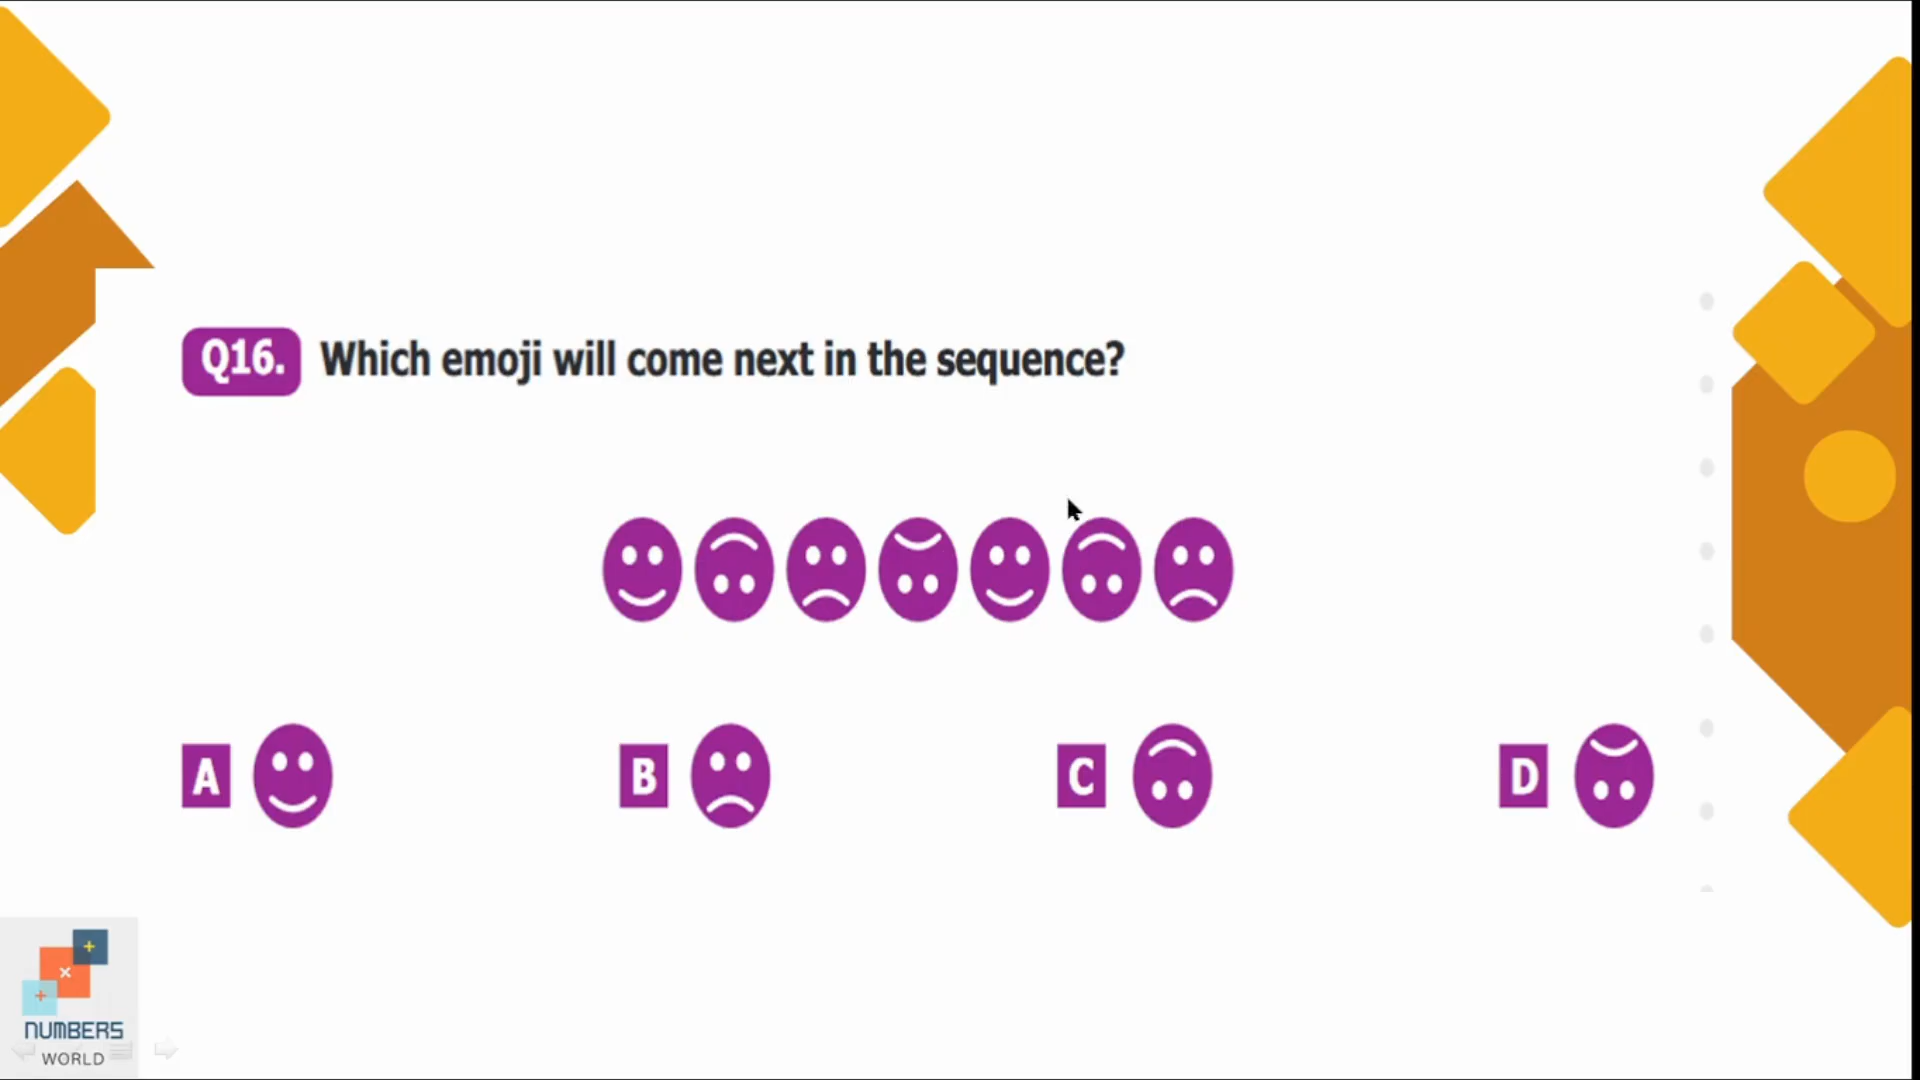 Q16. Which emoji will come next in the sequence?
A
B
C
D
NUMBERS
WORLD